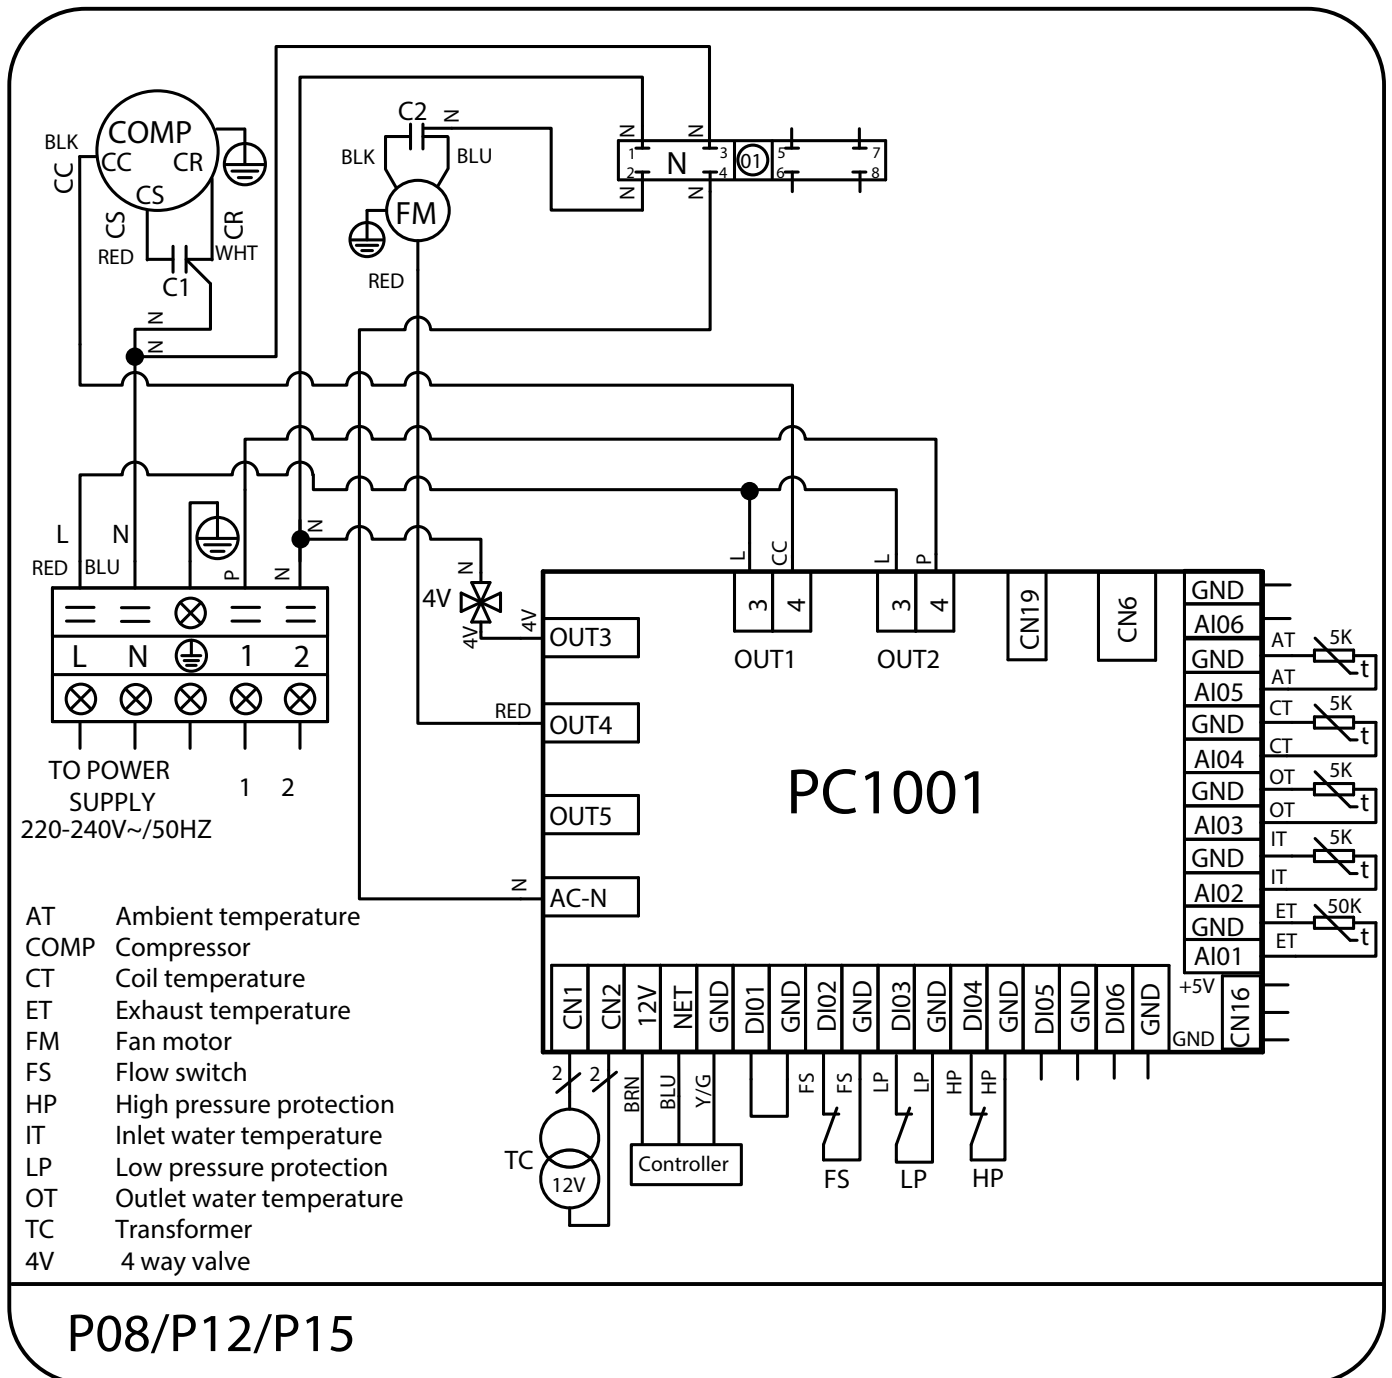 COMP
BLK
CC
CC
CR
CS
CS
RED
CR
WHT
C1
N
N
C2
N
BLK
BLU
FM
RED
N
N
1
3
5
7
N
01
2
4
6
8
N
N
L
N
RED
BLU
P
N
N
L
N
1
2
TO POWER
SUPPLY
220-240V~/50HZ
1
2
N
4V
4V
4V
RED
N
L
CC
L
P
3
4
3
4
OUT1
OUT2
CN19
CN6
OUT3
OUT4
OUT5
AC-N
PC1001
GND
AI06
GND
AI05
GND
AI04
GND
AI03
GND
AI02
GND
AI01
AT
5K
t
AT
CT
5K
t
CT
OT
5K
t
OT
IT
5K
t
IT
ET
50K
t
ET
+5V
CN16
GND
CN1
CN2
12V
NET
GND
DI01
GND
DI02
GND
DI03
GND
DI04
GND
DI05
GND
DI06
GND
2
2
BRN
BLU
Y/G
FS
FS
LP
LP
HP
HP
TC
12V
Controller
FS
LP
HP
AT Ambient temperature
COMP Compressor
CT Coil temperature
ET Exhaust temperature
FM Fan motor
FS Flow switch
HP High pressure protection
IT Inlet water temperature
LP Low pressure protection
OT Outlet water temperature
TC Transformer
4V 4 way valve
P08/P12/P15